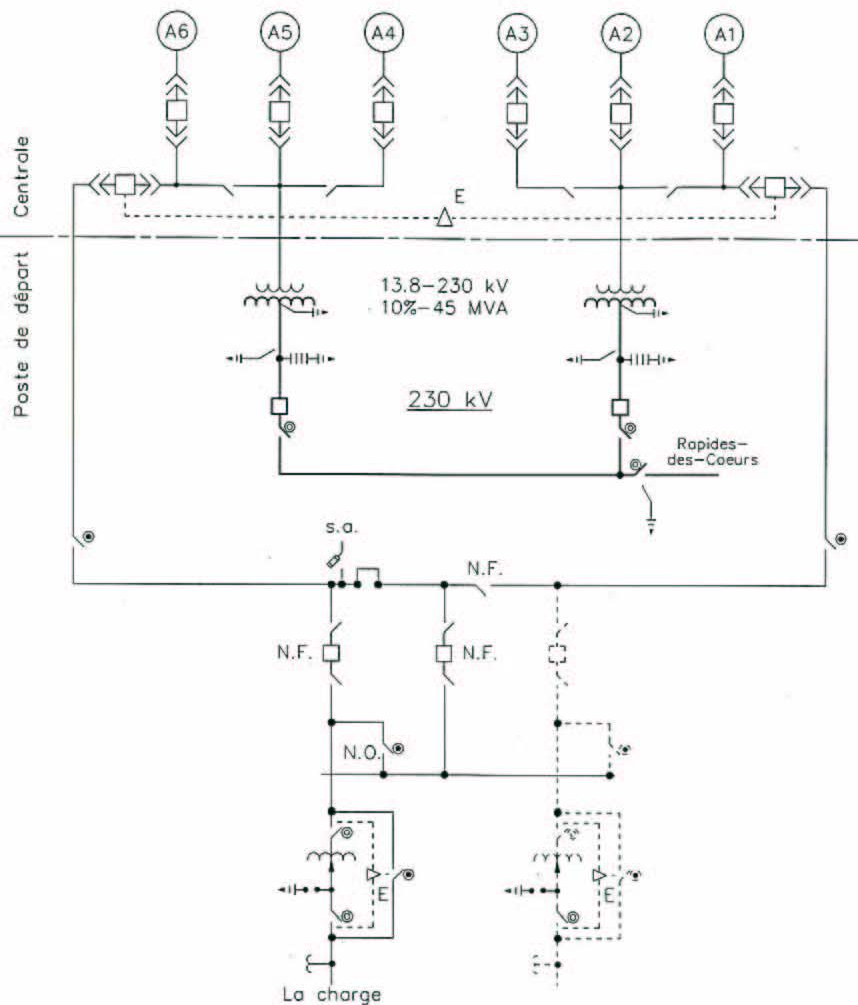 A6 A5 A4 A3 A2 A1
Centrale
E
Poste de départ
13.8–230 kV
10%–45 MVA
230 kV
Rapides-
des-Coeurs
s.a.
N.F.
N.F. N.F.
N.O.
E E
La charge